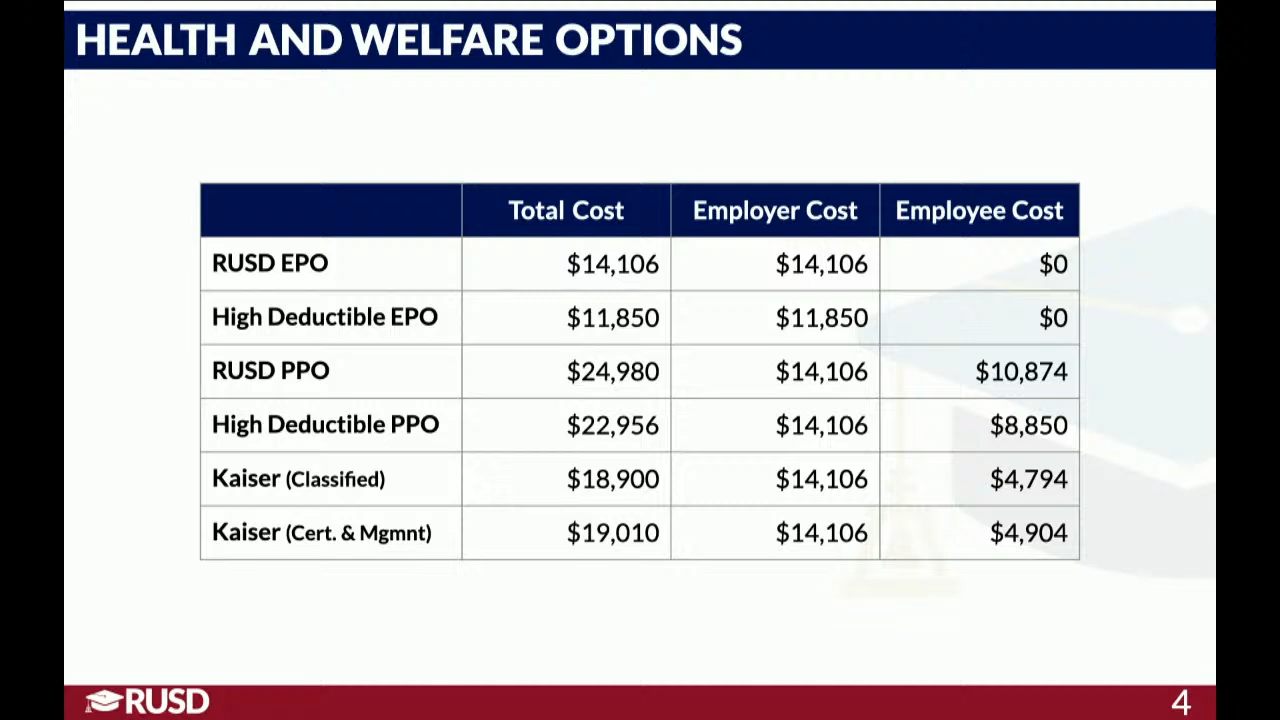 HEALTH AND WELFARE OPTIONS
Total Cost Employer Cost Employee Cost
RUSD EPO $14,106 $14,106 $0
High Deductible EPO $11,850 $11,850 $0
RUSD PPO $24,980 $14,106 $10,874
High Deductible PPO $22,956 $14,106 $8,850
Kaiser (Classified) $18,900 $14,106 $4,794
Kaiser (Cert. & Mgmnt) $19,010 $14,106 $4,904
RUSD 4